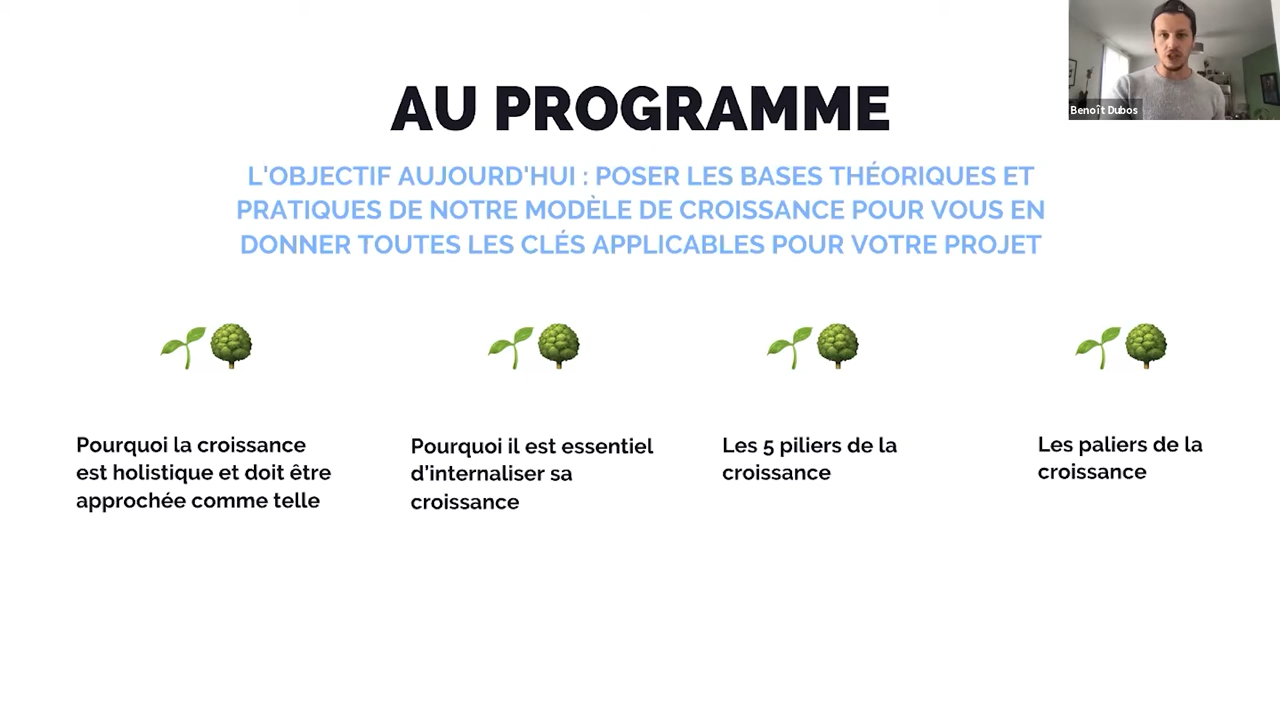 Benoît Dubos
AU PROGRAMME
L'OBJECTIF AUJOURD'HUI : POSER LES BASES THÉORIQUES ET
PRATIQUES DE NOTRE MODÈLE DE CROISSANCE POUR VOUS EN
DONNER TOUTES LES CLÉS APPLICABLES POUR VOTRE PROJET
Pourquoi la croissance
est holistique et doit être
approchée comme telle
Pourquoi il est essentiel
d'internaliser sa
croissance
Les 5 piliers de la
croissance
Les paliers de la
croissance